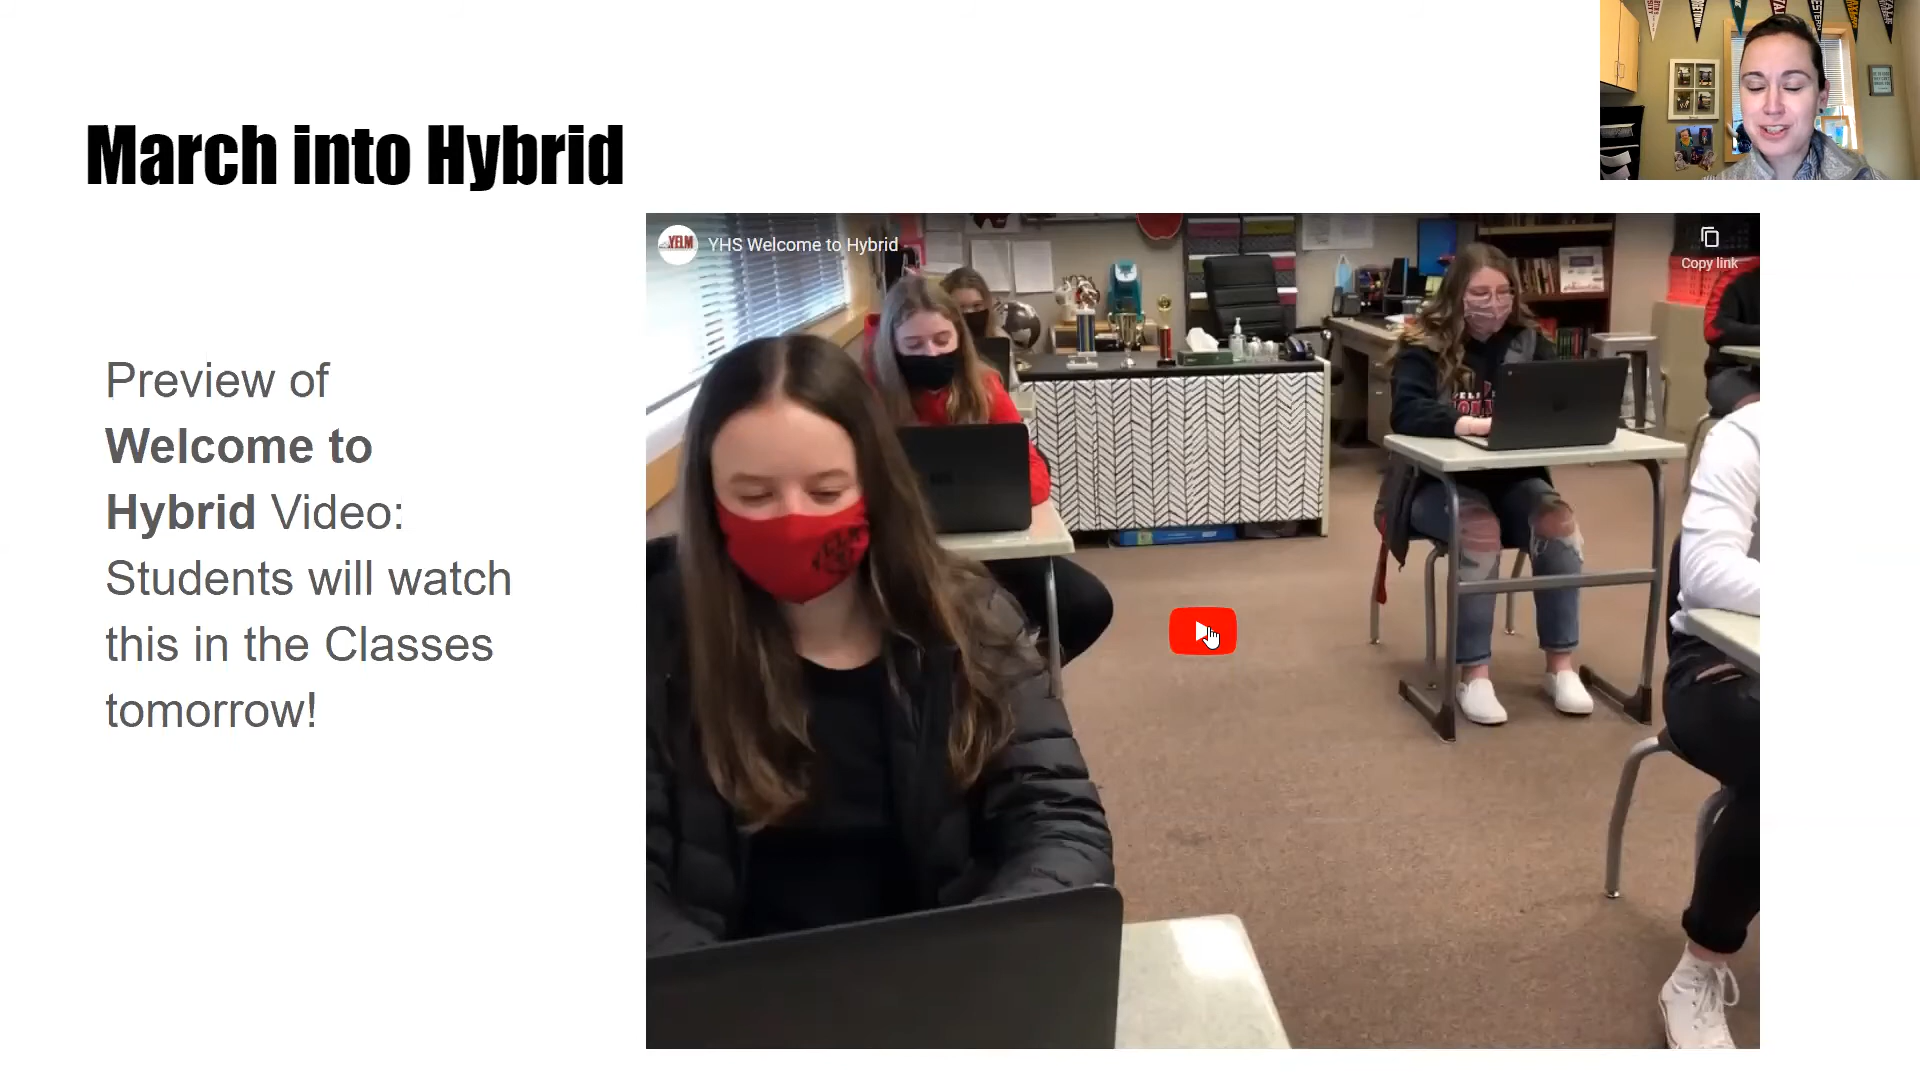 March into Hybrid
YELM
YHS Welcome to Hybrid
Copy link
Preview of
Welcome to
Hybrid Video:
Students will watch
this in the Classes
tomorrow!